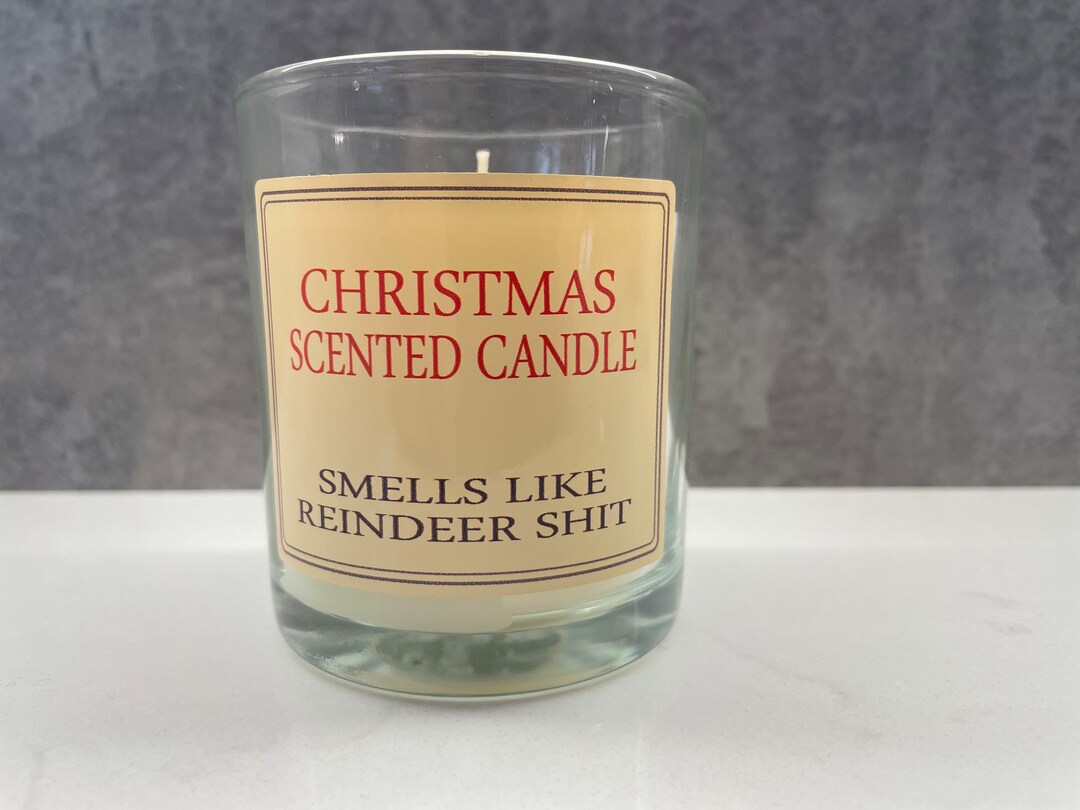 CHRISTMAS
SCENTED CANDLE
SMELLS LIKE
REINDEER SHIT